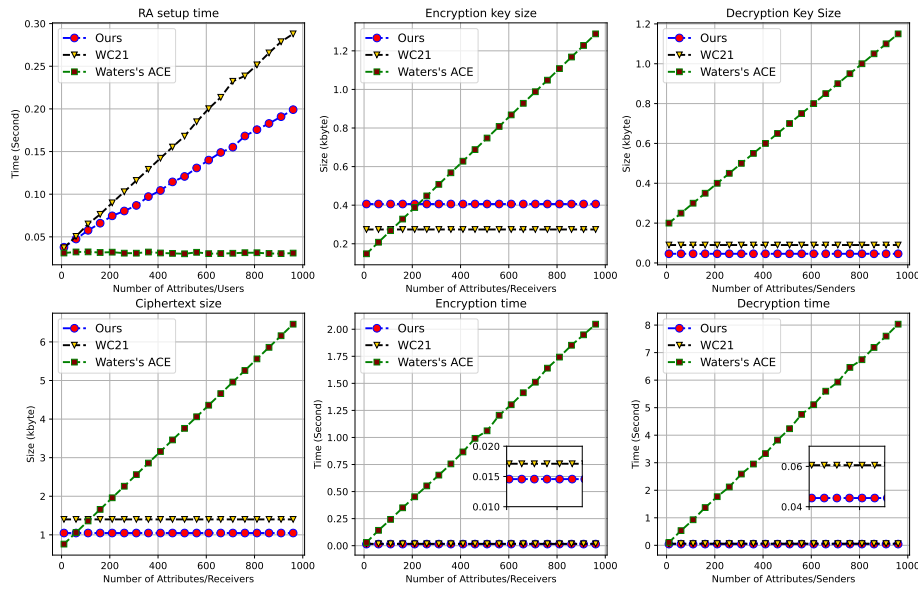 RA setup time
Ours
WC21
Waters's ACE
Time (Second)
0.30
0.25
0.20
0.15
0.10
0.05
0
200
400
600
800
1000
Number of Attributes/Users
Encryption key size
Ours
WC21
Waters's ACE
Size (kbyte)
1.2
1.0
0.8
0.6
0.4
0.2
0
200
400
600
800
1000
Number of Attributes/Receivers
Decryption Key Size
Ours
WC21
Waters's ACE
Size (kbyte)
1.2
1.0
0.8
0.6
0.4
0.2
0.0
0
200
400
600
800
1000
Number of Attributes/Senders
Ciphertext size
Ours
WC21
Waters's ACE
Size (kbyte)
6
5
4
3
2
1
0
200
400
600
800
1000
Number of Attributes/Receivers
Encryption time
Ours
WC21
Waters's ACE
Time (Second)
2.00
1.75
1.50
1.25
1.00
0.75
0.50
0.25
0.00
0.020
0.015
0.010
0
200
400
600
800
1000
Number of Attributes/Receivers
Decryption time
Ours
WC21
Waters's ACE
Time (Second)
8
7
6
5
4
3
2
1
0
0.06
0.04
0
200
400
600
800
1000
Number of Attributes/Senders